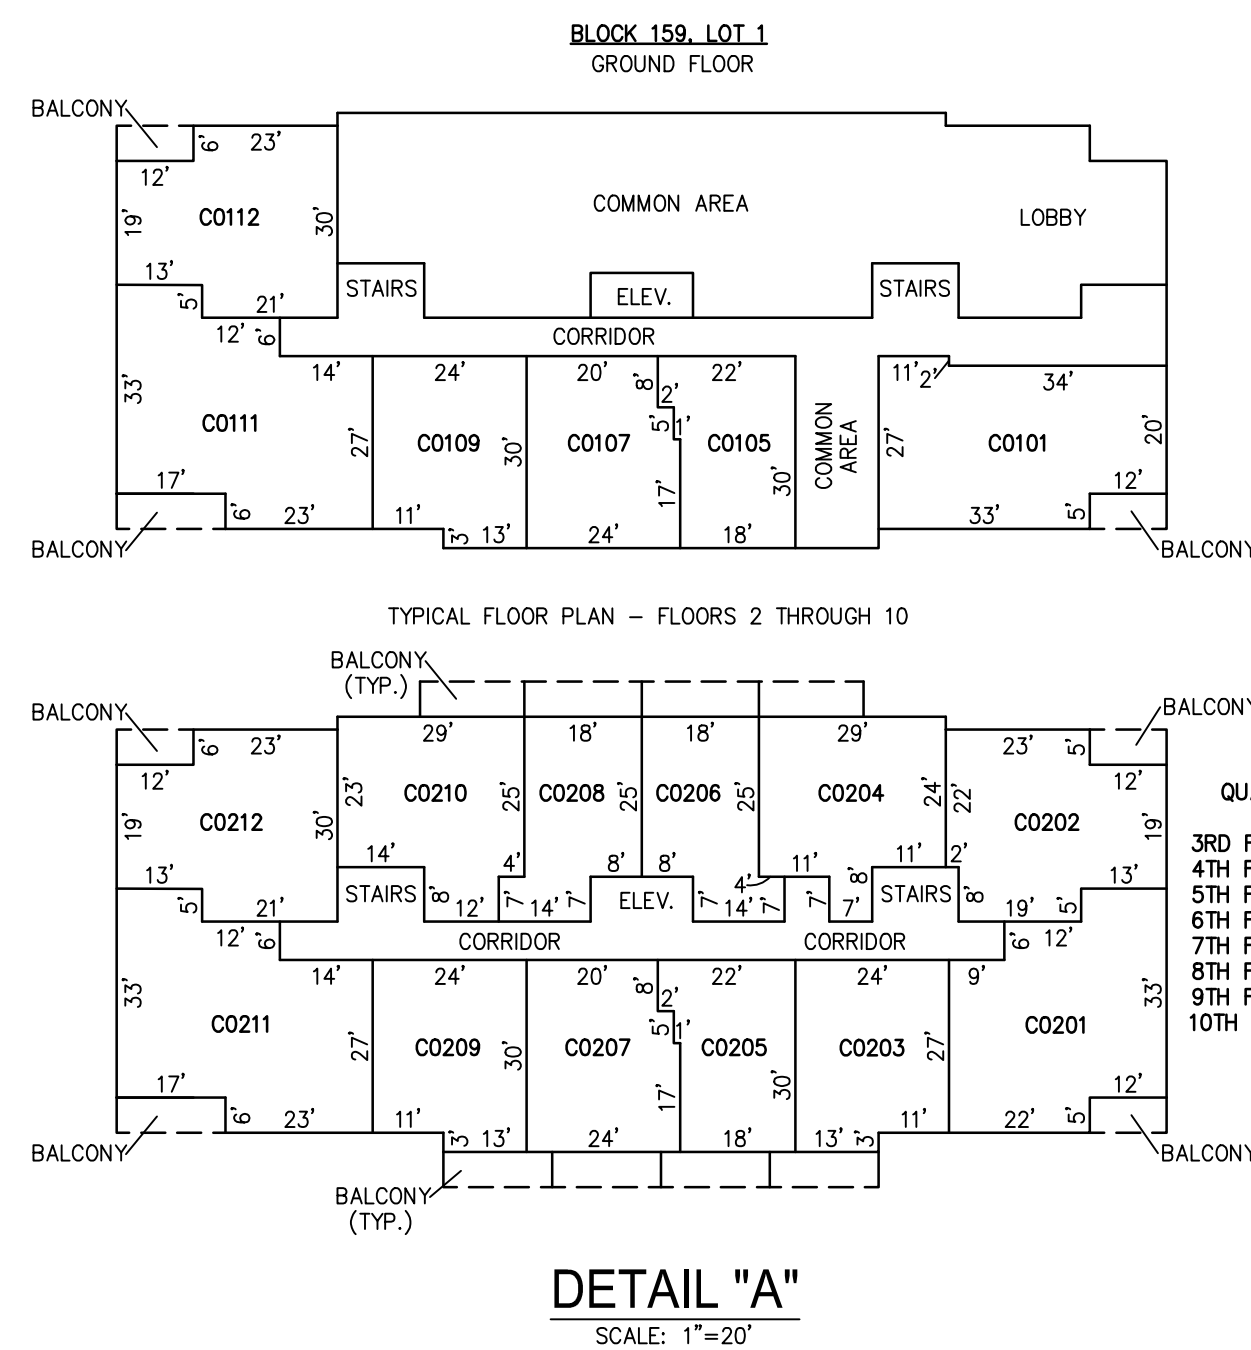 BLOCK 159, LOT 1
GROUND FLOOR
BALCONY
6' 23'
12'
19' C0112 30' COMMON AREA LOBBY
13' STAIRS ELEV. STAIRS
5' 21'
12' 6' CORRIDOR
14' 24' 20' 8' 22' 11' 2' 34'
2'
33' C0111 27' C0109 30' C0107 5' 1' C0105 30' COMMON AREA 27' C0101 20'
17' 17' 12'
6' 23' 11' 3' 13' 24' 18' 33' 5'
BALCONY BALCONY
TYPICAL FLOOR PLAN – FLOORS 2 THROUGH 10
BALCONY
(TYP.)
BALCONY BALCONY
6' 23' 29' 18' 18' 29' 23' 5'
12' 12'
19' C0212 30' 23' C0210 25' C0208 25' C0206 25' C0204 24' 22' C0202 19'
QU
14' 4' 8' 8' 11' 11' 2'
13' STAIRS 8' ELEV. 4' 8' STAIRS 8' 13'
5' 21' 12' 7' 14' 7' 7' 14' 7' 7' 19' 5'
12' 6' CORRIDOR CORRIDOR 6' 12'
14' 24' 20' 8' 22' 24' 9'
2'
33' C0211 27' C0209 30' C0207 5' 1' C0205 30' C0203 27' C0201 33'
3RD F
4TH F
5TH F
6TH F
7TH F
8TH F
9TH F
10TH
17' 17' 12'
6' 23' 11' 3' 13' 24' 18' 13' 3' 11' 22' 5'
BALCONY BALCONY
BALCONY
(TYP.)
DETAIL "A"
SCALE: 1"=20'